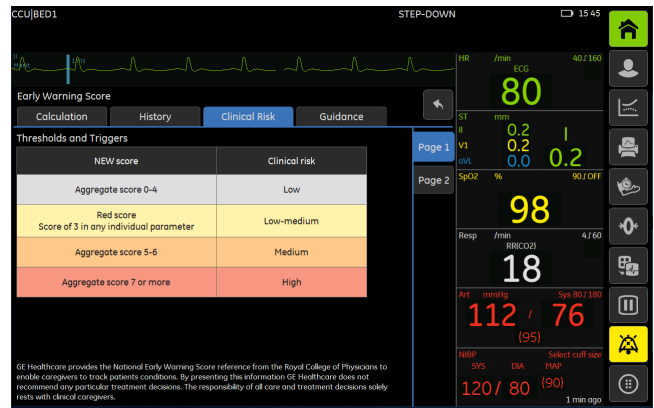 CCU|BED1
STEP-DOWN
15 45
II
1 mV
Early Warning Score
Calculation
History
Clinical Risk
Guidance
Thresholds and Triggers
NEW score
Clinical risk
Aggregate score 0-4
Low
Red score
Score of 3 in any individual parameter
Low-medium
Aggregate score 5-6
Medium
Aggregate score 7 or more
High
Page 1
Page 2
GE Healthcare provides the National Early Warning Score reference from the Royal College of Physicians to
enable caregivers to track patients conditions. By presenting this information GE Healthcare does not
recommend any particular treatment decisions. The responsibility of all care and treatment decisions solely
rests with clinical caregivers.
HR /min 40 160
ECG
80
ST mm
II 0.2
V1 0.2
aVL 0.0
I
0.2
SpO2 % 90 OFF
98
Resp /min 4 60
RR(CO2)
18
Art mmHg Sys 80 180
112 / 76
(95)
NIBP Select cuff size
SYS DIA MAP
120/ 80 (90)
1 min ago